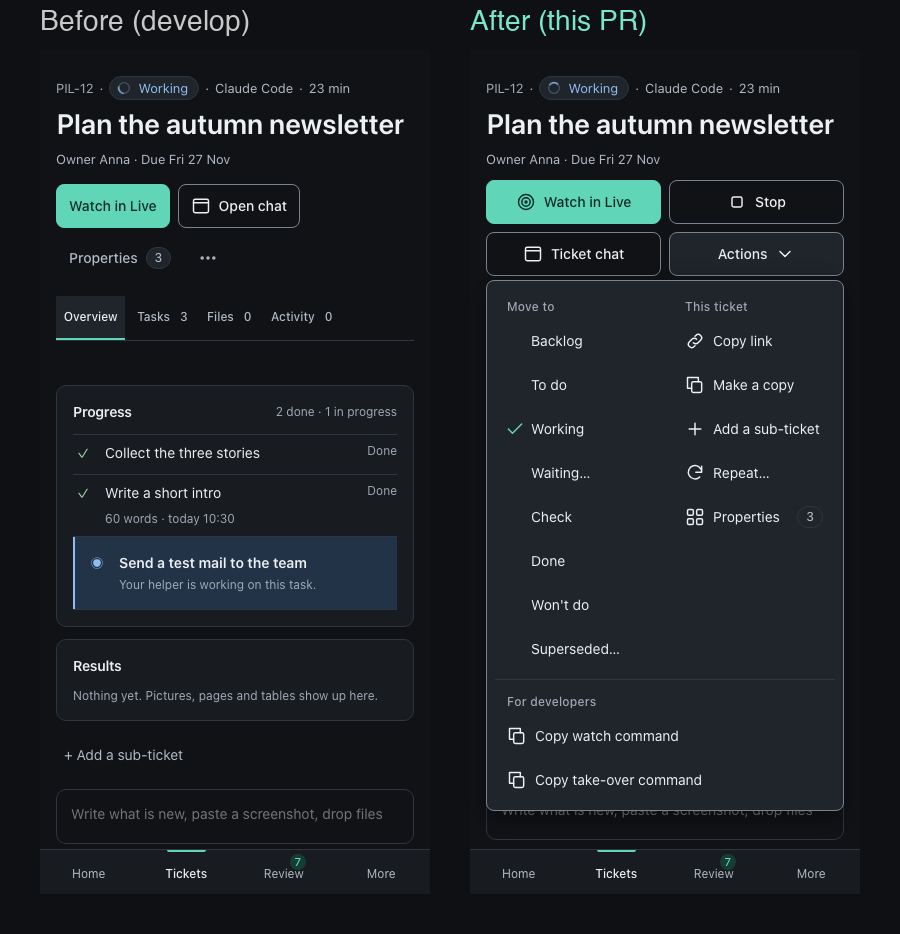 Before (develop)
PIL-12 · Working · Claude Code · 23 min
Plan the autumn newsletter
Owner Anna · Due Fri 27 Nov
Watch in Live
Open chat
Properties 3 •••
Overview Tasks 3 Files 0 Activity 0
Progress 2 done · 1 in progress
Collect the three stories Done
Write a short intro Done
60 words · today 10:30
Send a test mail to the team
Your helper is working on this task.
Results
Nothing yet. Pictures, pages and tables show up here.
+ Add a sub-ticket
Write what is new, paste a screenshot, drop files
Home Tickets Review 7 More
After (this PR)
PIL-12 · Working · Claude Code · 23 min
Plan the autumn newsletter
Owner Anna · Due Fri 27 Nov
Watch in Live
Stop
Ticket chat
Actions
Move to
Backlog
To do
Working
Waiting...
Check
Done
Won't do
Superseded...
This ticket
Copy link
Make a copy
Add a sub-ticket
Repeat...
Properties 3
For developers
Copy watch command
Copy take-over command
Write what is new, paste a screenshot, drop files
Home Tickets Review 7 More